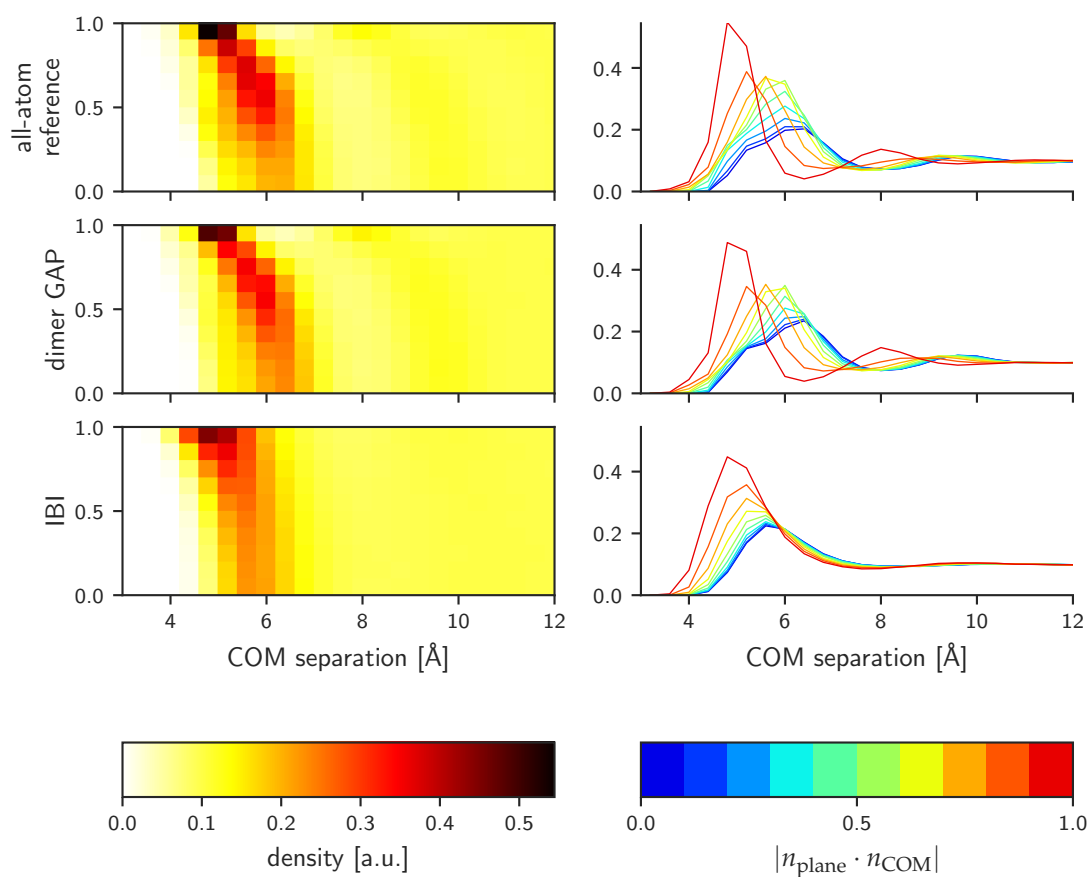 all-atom
reference
1.0
0.5
0.0
0.4
0.2
0.0
dimer GAP
1.0
0.5
0.0
0.4
0.2
0.0
IBI
1.0
0.5
0.0
0.4
0.2
0.0
4 6 8 10 12
4 6 8 10 12
COM separation [Å]
COM separation [Å]
0.0 0.1 0.2 0.3 0.4 0.5
density [a.u.]
0.0 0.5 1.0
|n_plane · n_COM|